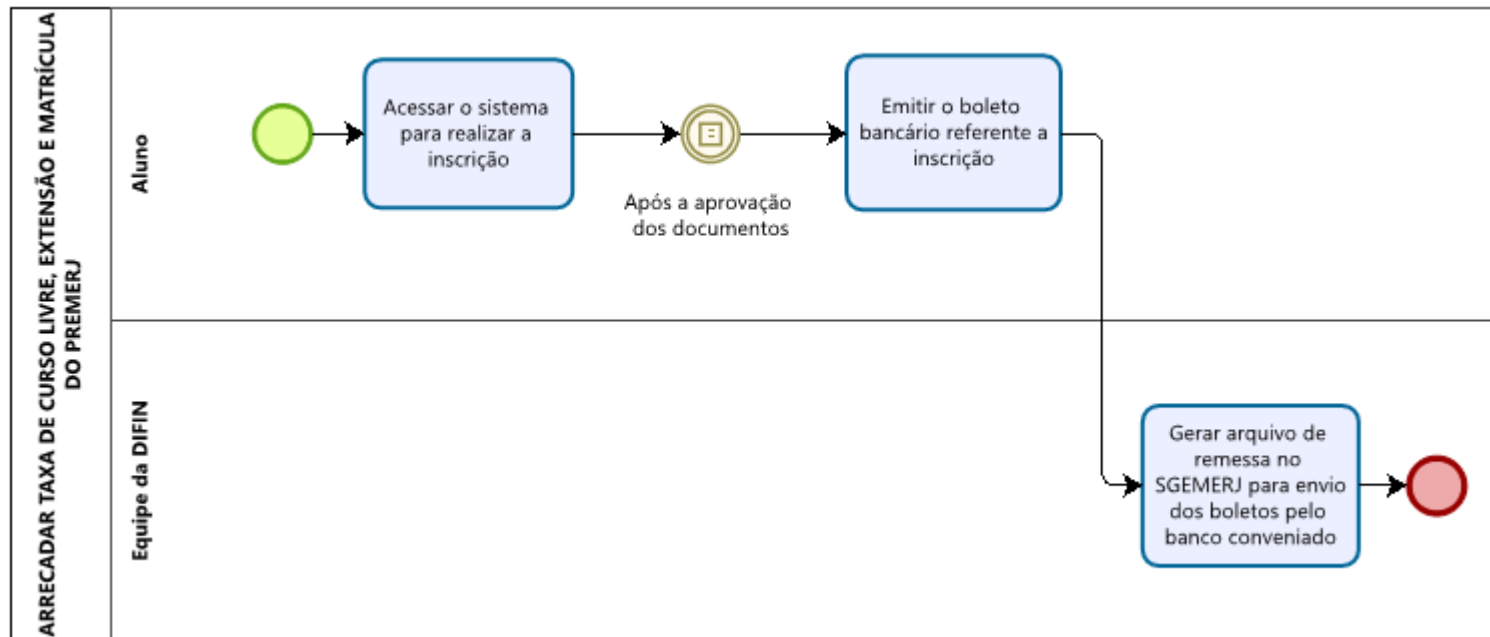 ARRECADAR TAXA DE CURSO LIVRE, EXTENSÃO E MATRÍCULA
DO PREMERJ
Aluno
Acessar o sistema
para realizar a
inscrição
Após a aprovação
dos documentos
Emitir o boleto
bancário referente a
inscrição
Equipe da DIFIN
Gerar arquivo de
remessa no
SGEMERJ para envio
dos boletos pelo
banco conveniado